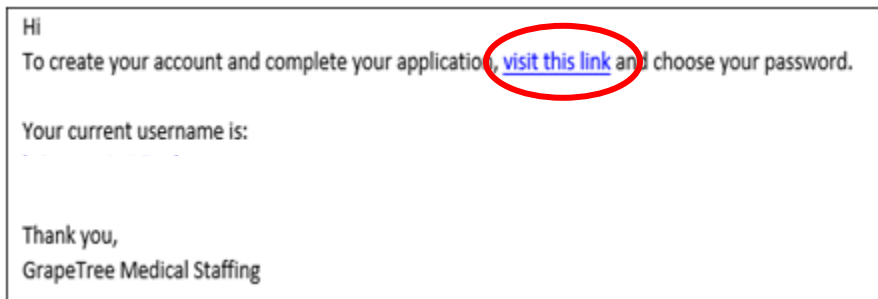 Hi
To create your account and complete your application, visit this link and choose your password.
Your current username is:
Thank you,
GrapeTree Medical Staffing